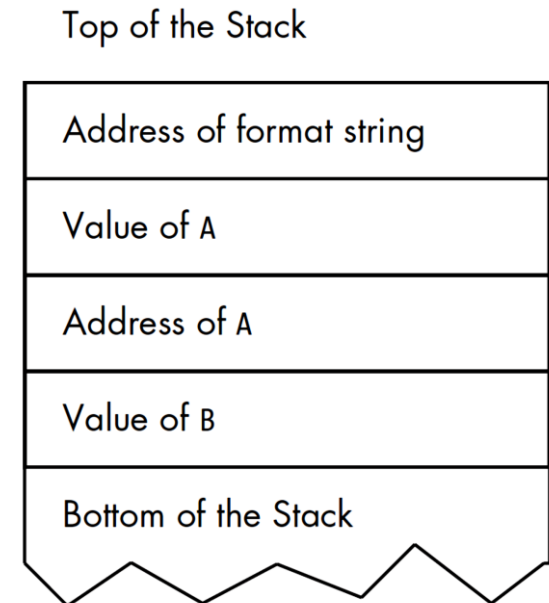 Top of the Stack
Address of format string
Value of A
Address of A
Value of B
Bottom of the Stack